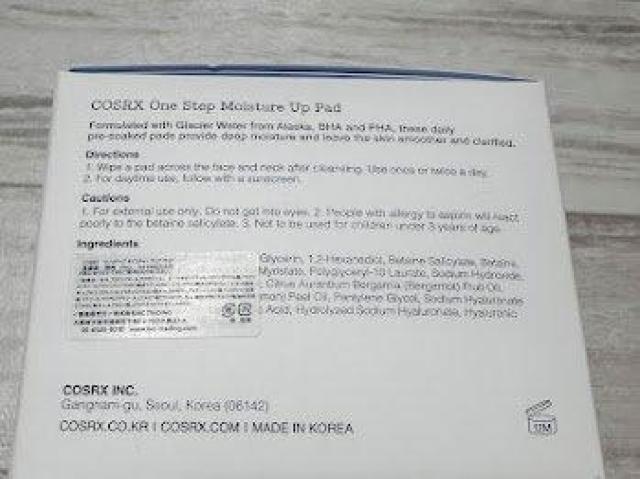 COSRX One Step Moisture Up Pad
Formulated with Glacier Water from Alaska, BHA and PHA, these daily
pre-soaked pads provide deep moisture and leave the skin smoother and clarified.
Directions
1. Wipe a pad across the face and neck after cleansing. Use once or twice a day.
2. For daytime use, follow with a sunscreen.
Cautions
1. For external use only. Do not get into eyes. 2. People with allergy to aspirin will react
poorly to the betaine salicylate. 3. Not to be used for children under 3 years of age.
Ingredients
Glycerin, 1,2-Hexanediol, Betaine Salicylate, Betaine,
Myristate, Polyglyceryl-10 Laurate, Sodium Hydroxide,
Citrus Aurantium Bergamia (Bergamot) Fruit Oil,
Peel Oil, Pentylene Glycol, Sodium Hyaluronate
Acid, Hydrolyzed Sodium Hyaluronate, Hyaluronic
COSRX INC.
Gangnam-gu, Seoul, Korea (06142)
COSRX.CO.KR I COSRX.COM I MADE IN KOREA
12M